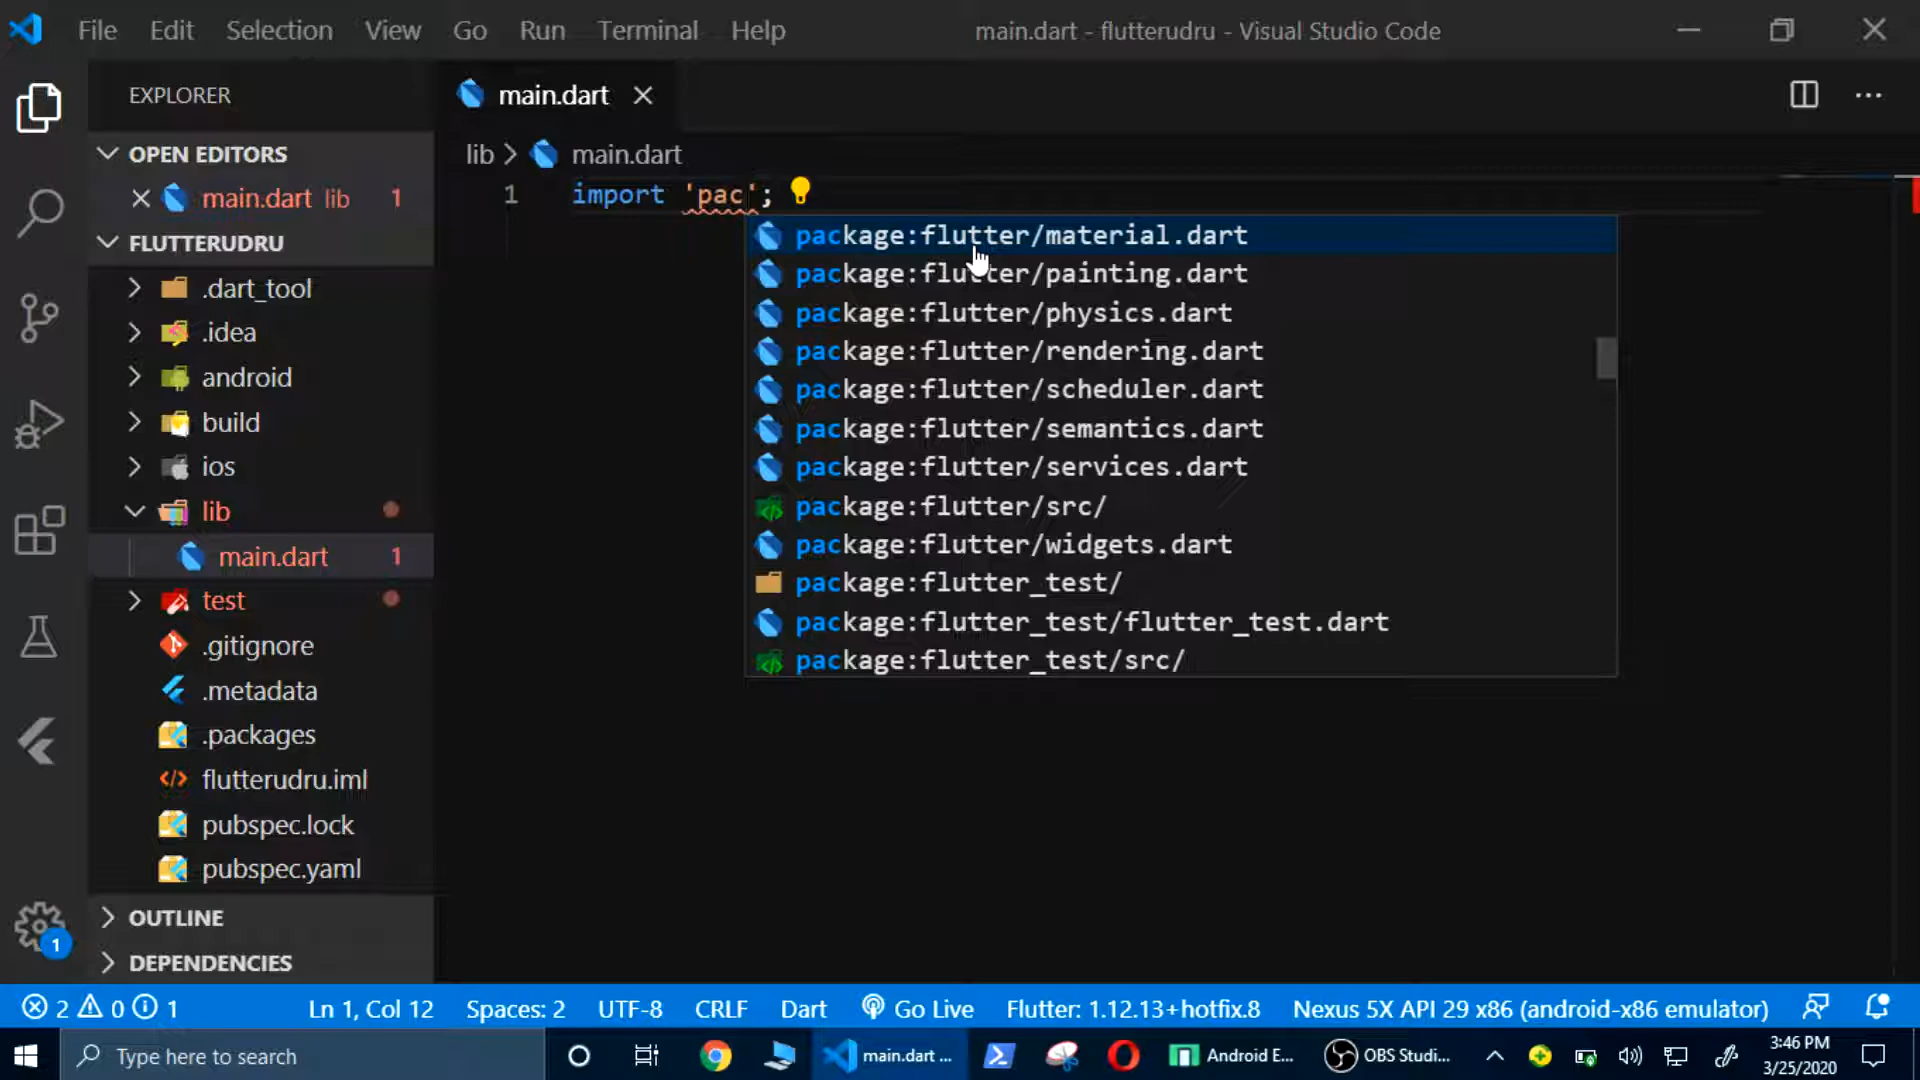 File Edit Selection View Go Run Terminal Help main.dart - flutterudru - Visual Studio Code
EXPLORER
main.dart
OPEN EDITORS
main.dart lib 1
FLUTTERUDRU
.dart_tool
.idea
android
build
ios
lib
main.dart 1
test
.gitignore
.metadata
.packages
flutterudru.iml
pubspec.lock
pubspec.yaml
OUTLINE
DEPENDENCIES
1
lib > main.dart
1 import 'pac';
package:flutter/material.dart
package:flutter/painting.dart
package:flutter/physics.dart
package:flutter/rendering.dart
package:flutter/scheduler.dart
package:flutter/semantics.dart
package:flutter/services.dart
package:flutter/src/
package:flutter/widgets.dart
package:flutter_test/
package:flutter_test/flutter_test.dart
package:flutter_test/src/
2 0 1 Ln 1, Col 12 Spaces: 2 UTF-8 CRLF Dart Go Live Flutter: 1.12.13+hotfix.8 Nexus 5X API 29 x86 (android-x86 emulator)
Type here to search main.dart ... Android E... OBS Studi... 3:46 PM
3/25/2020